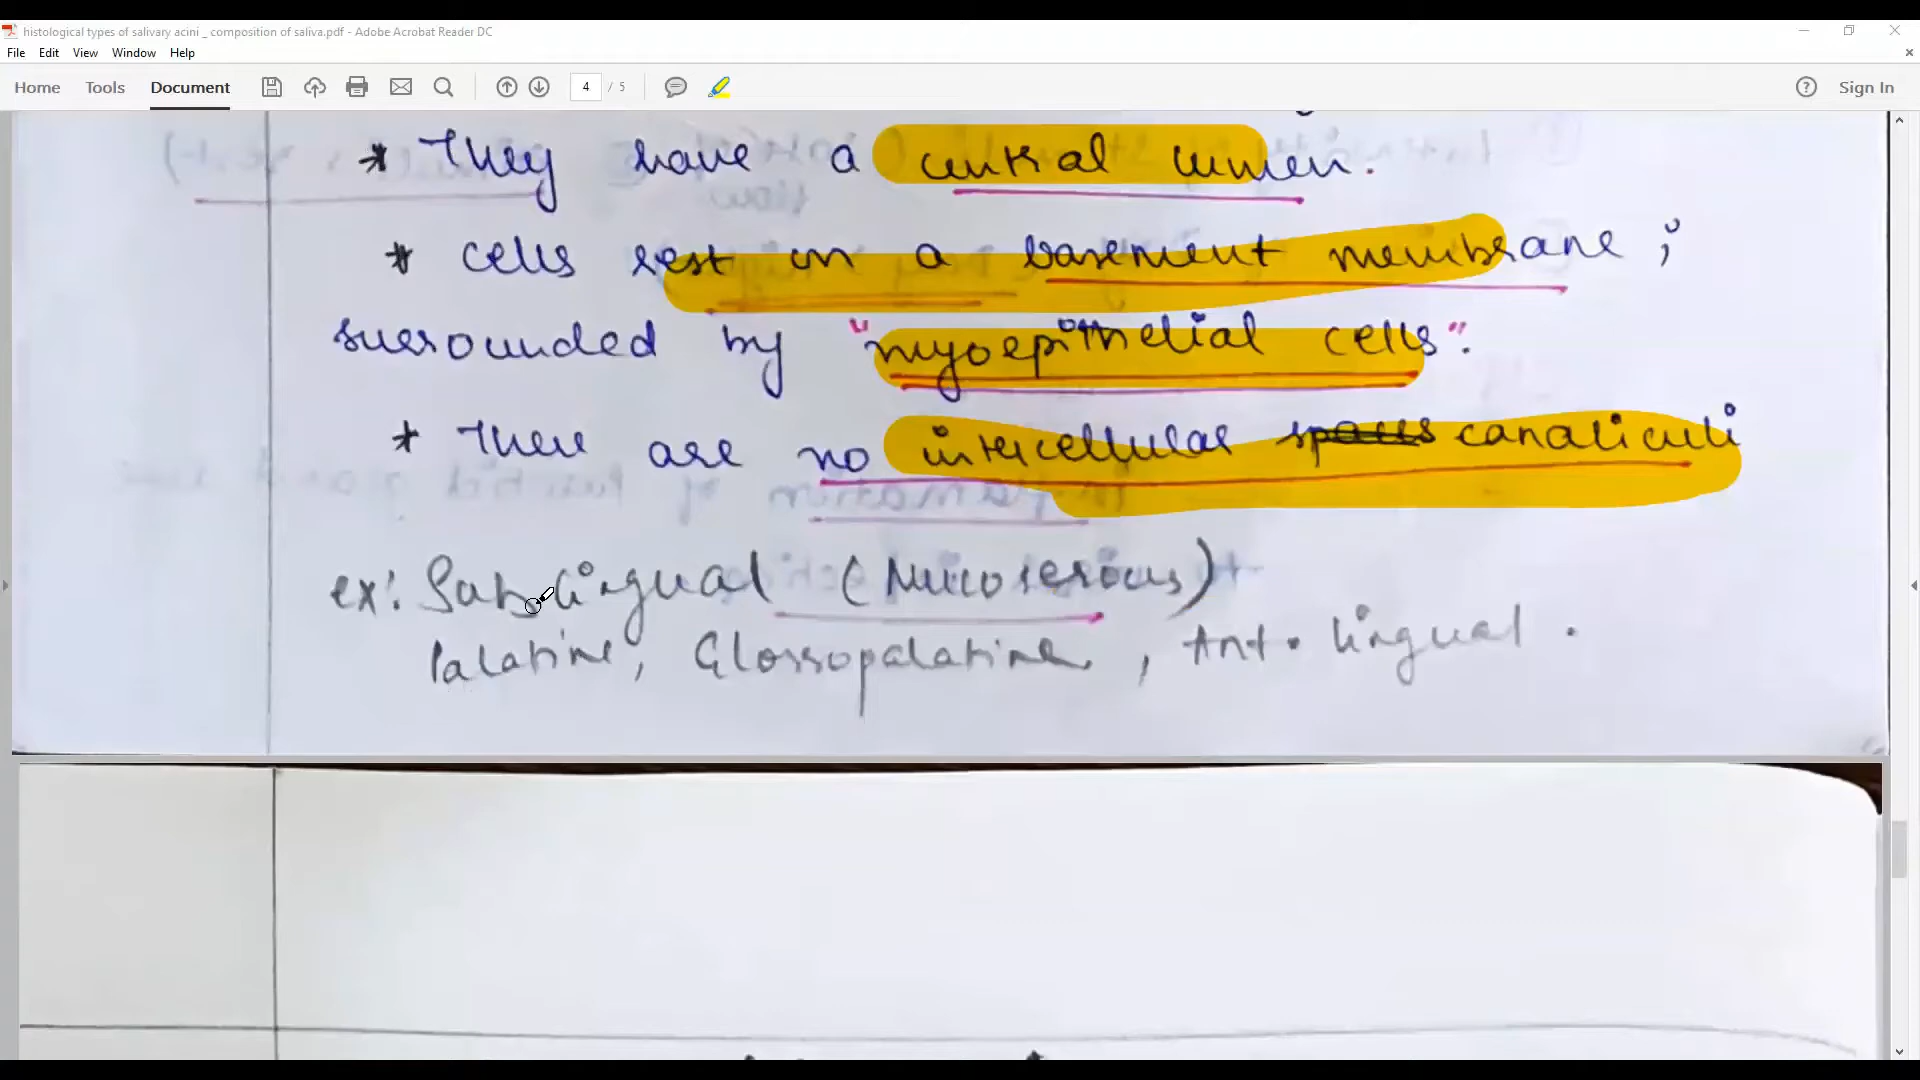 histological types of salivary acini _ composition of saliva.pdf - Adobe Acrobat Reader DC
File Edit View Window Help
Home Tools Document 4 / 5 Sign In
* They have a central lumen.
* cells rest on a basement membrane ;
surrounded by "myoepithelial cells".
* There are no intercellular canaliculi
ex: Sublingual (Mucoserous)
Palatine, Glossopalatine, Ant. lingual.